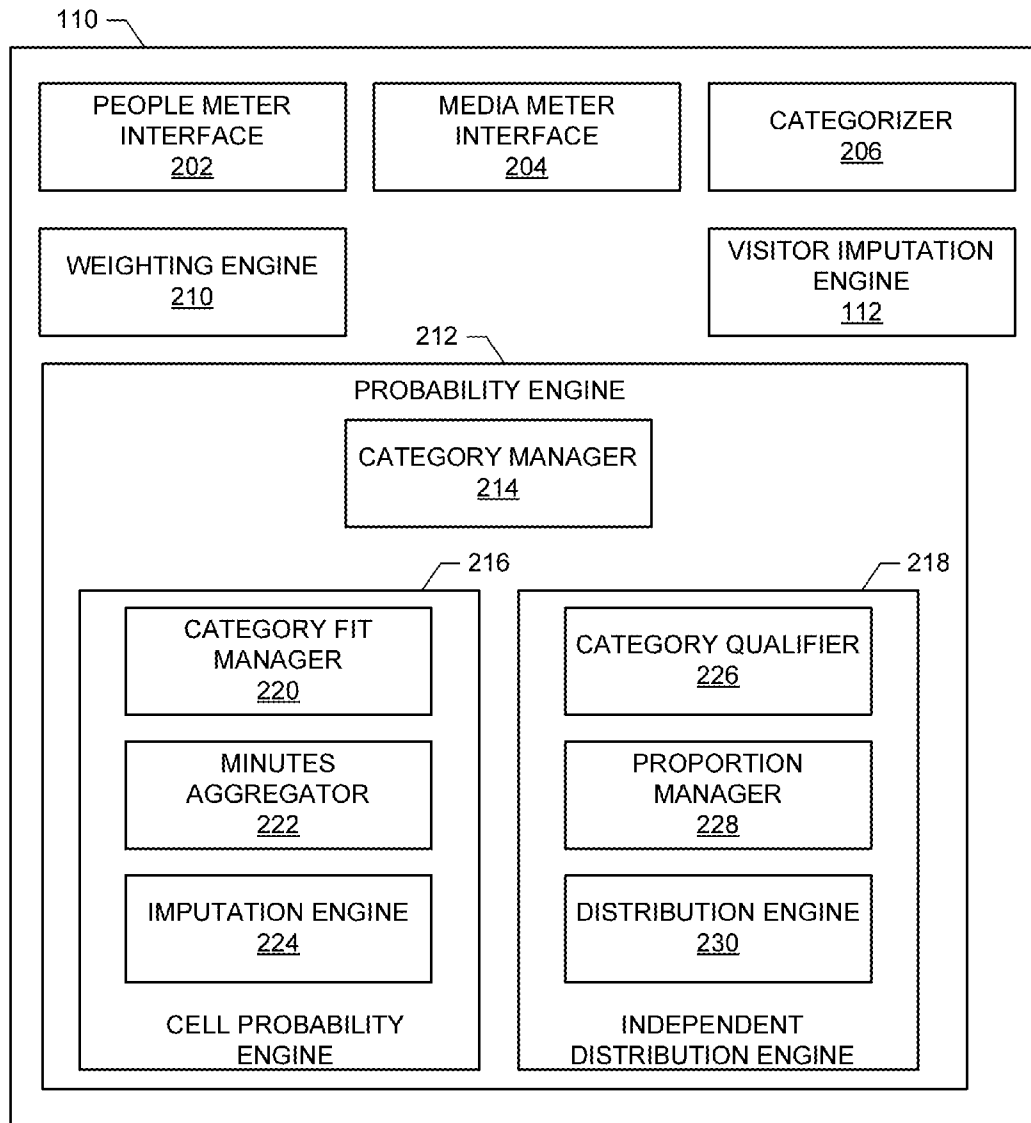 110
PEOPLE METER
INTERFACE
202
MEDIA METER
INTERFACE
204
CATEGORIZER
206
WEIGHTING ENGINE
210
VISITOR IMPUTATION
ENGINE
112
212
PROBABILITY ENGINE
CATEGORY MANAGER
214
216
218
CATEGORY FIT
MANAGER
220
MINUTES
AGGREGATOR
222
IMPUTATION ENGINE
224
CELL PROBABILITY
ENGINE
CATEGORY QUALIFIER
226
PROPORTION
MANAGER
228
DISTRIBUTION ENGINE
230
INDEPENDENT
DISTRIBUTION ENGINE